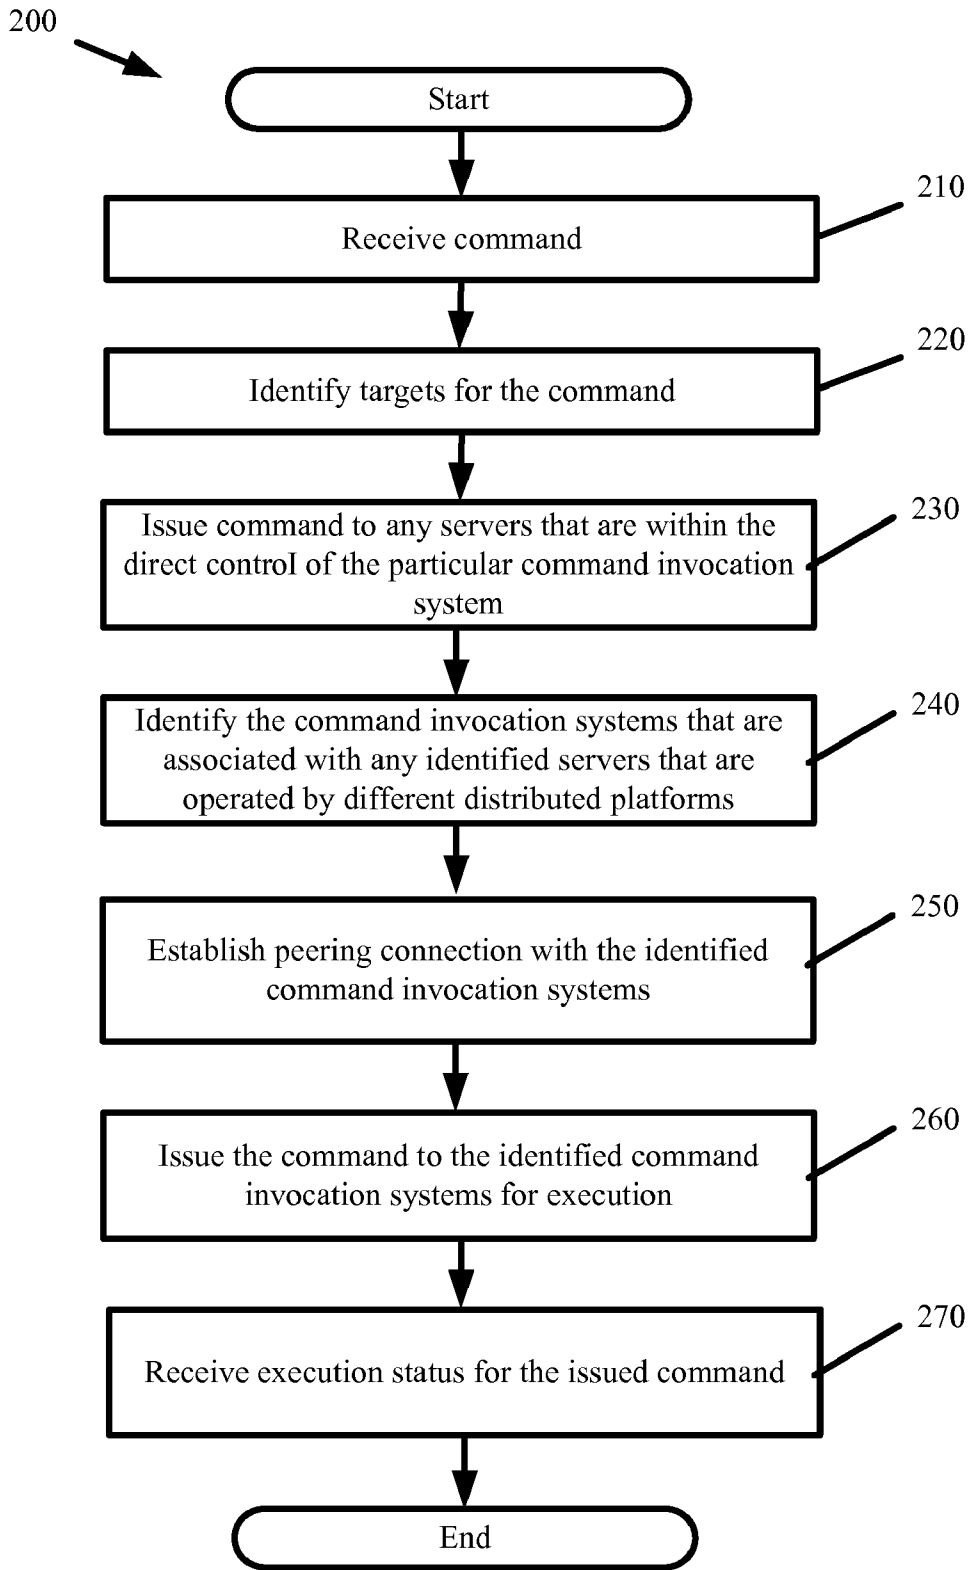 200
Start
210
Receive command
220
Identify targets for the command
230
Issue command to any servers that are within the
direct control of the particular command invocation
system
240
Identify the command invocation systems that are
associated with any identified servers that are
operated by different distributed platforms
250
Establish peering connection with the identified
command invocation systems
260
Issue the command to the identified command
invocation systems for execution
270
Receive execution status for the issued command
End